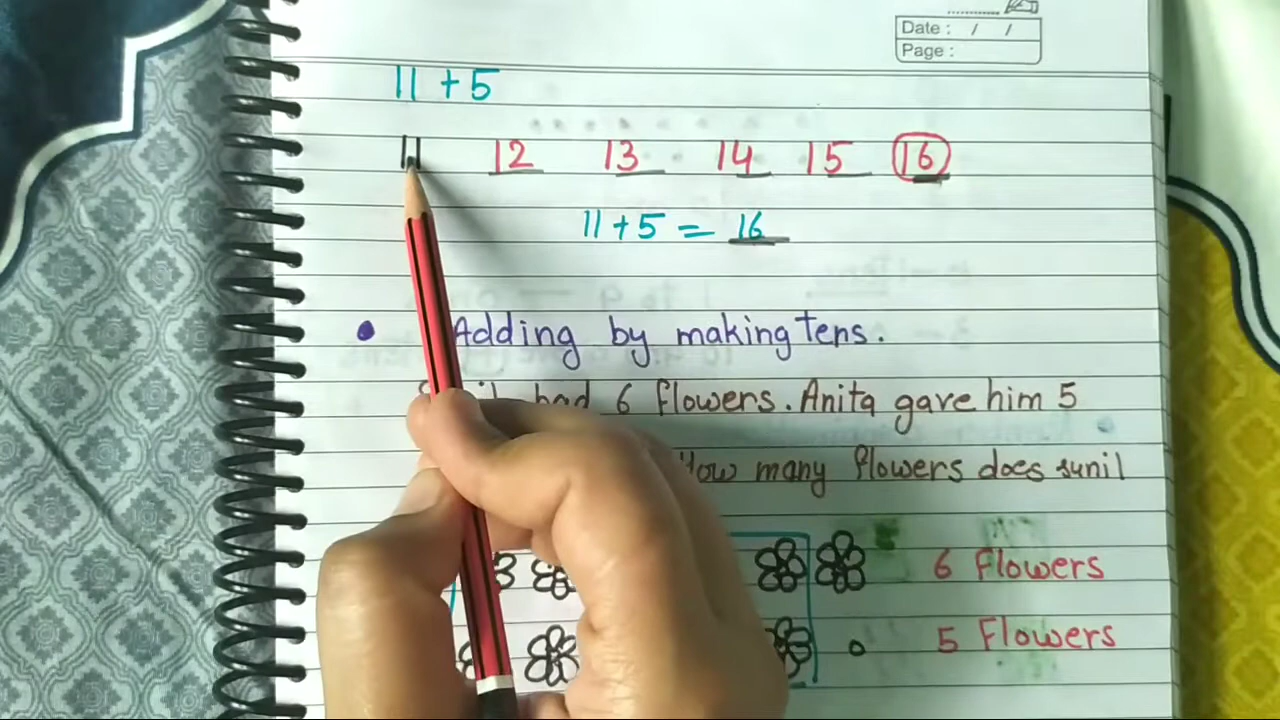 Date : / /
Page :
11 + 5
11 12 13 14 15 16
11 + 5 = 16
• Adding by making Tens.
had 6 flowers. Anita gave him 5
How many flowers does sunil
6 Flowers
5 Flowers